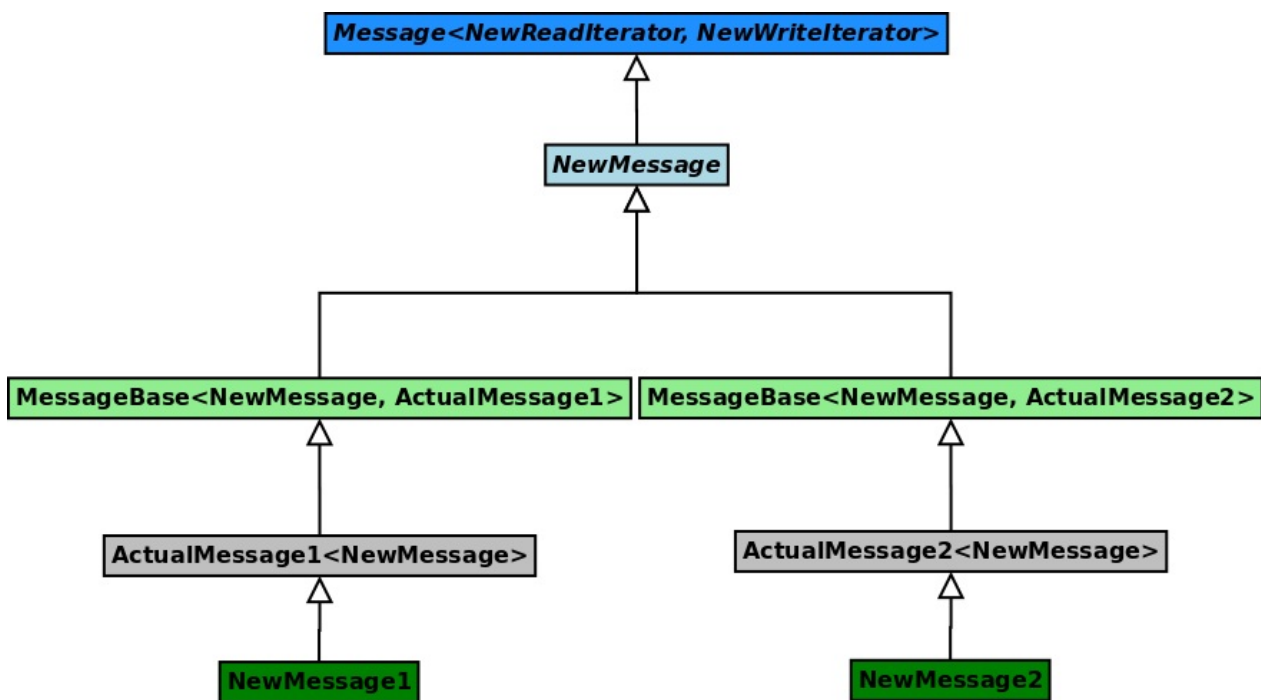 Message<NewReadIterator, NewWriteIterator>
NewMessage
MessageBase<NewMessage, ActualMessage1>
MessageBase<NewMessage, ActualMessage2>
ActualMessage1<NewMessage>
ActualMessage2<NewMessage>
NewMessage1
NewMessage2